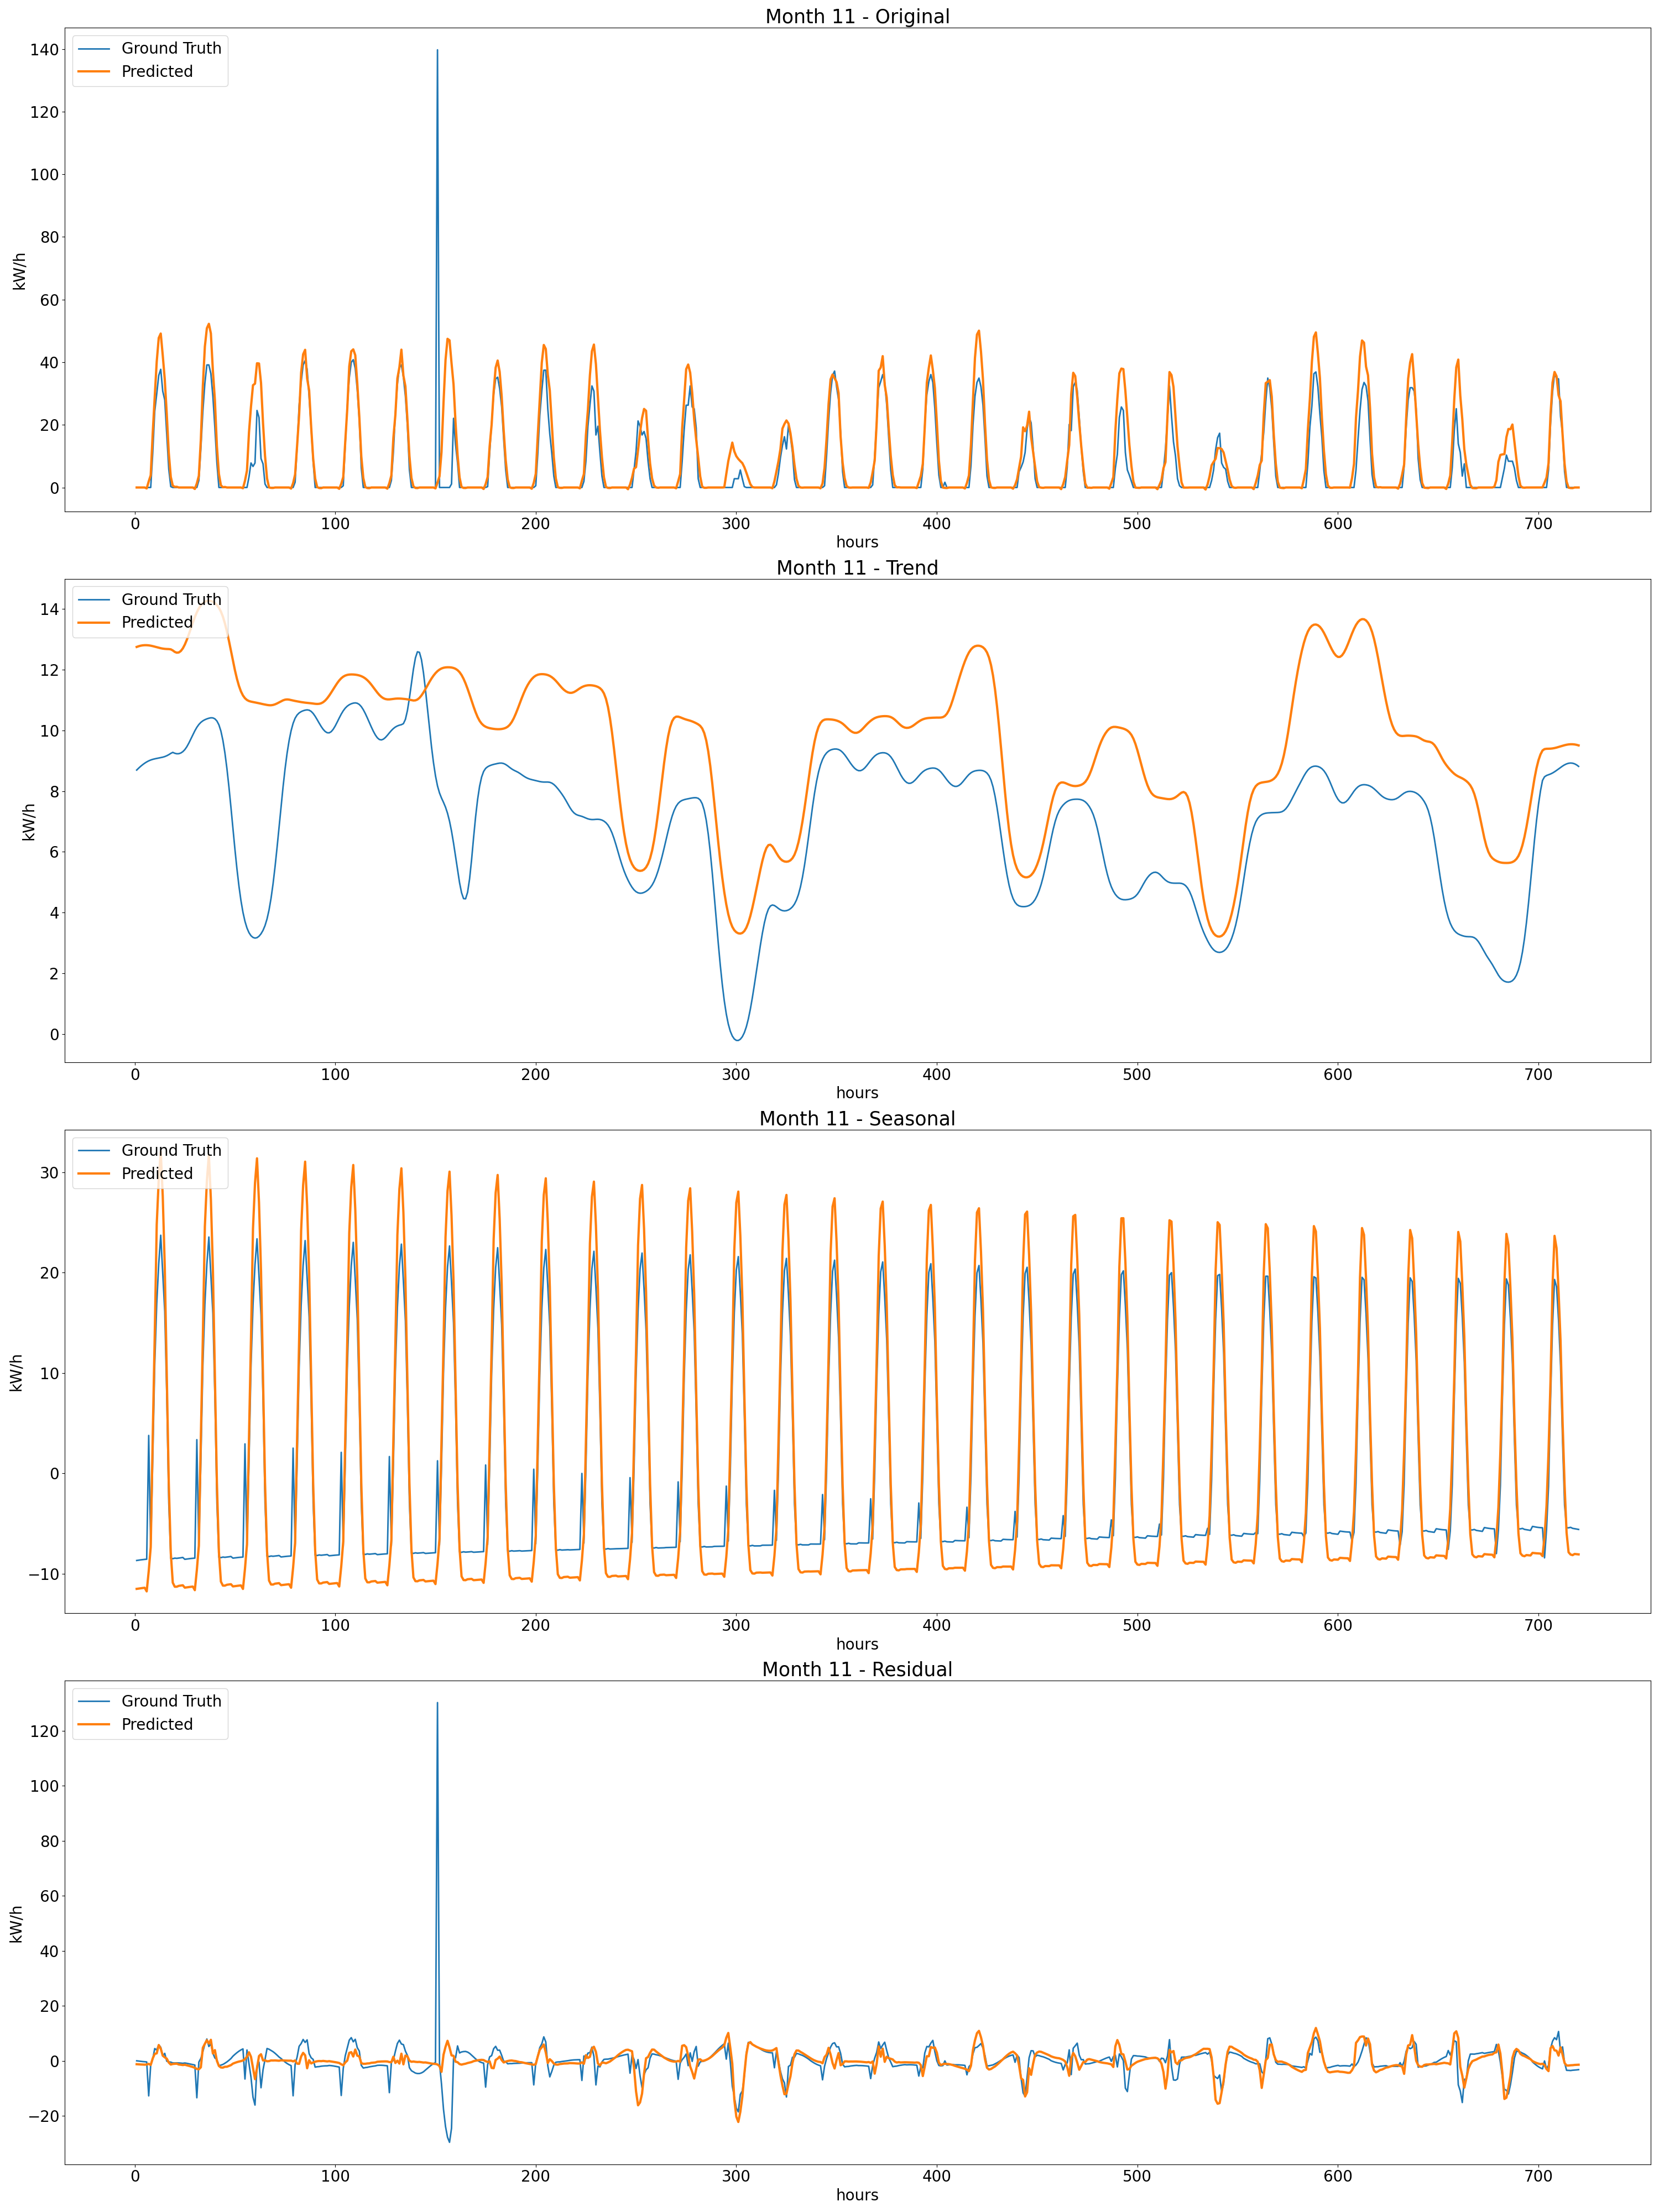 Month 11 - Original
Ground Truth
Predicted
140
120
100
80
60
40
20
0
kW/h
0 100 200 300 400 500 600 700
hours
Month 11 - Trend
Ground Truth
Predicted
14
12
10
8
6
4
2
0
kW/h
0 100 200 300 400 500 600 700
hours
Month 11 - Seasonal
Ground Truth
Predicted
30
20
10
0
−10
kW/h
0 100 200 300 400 500 600 700
hours
Month 11 - Residual
Ground Truth
Predicted
120
100
80
60
40
20
0
−20
kW/h
0 100 200 300 400 500 600 700
hours